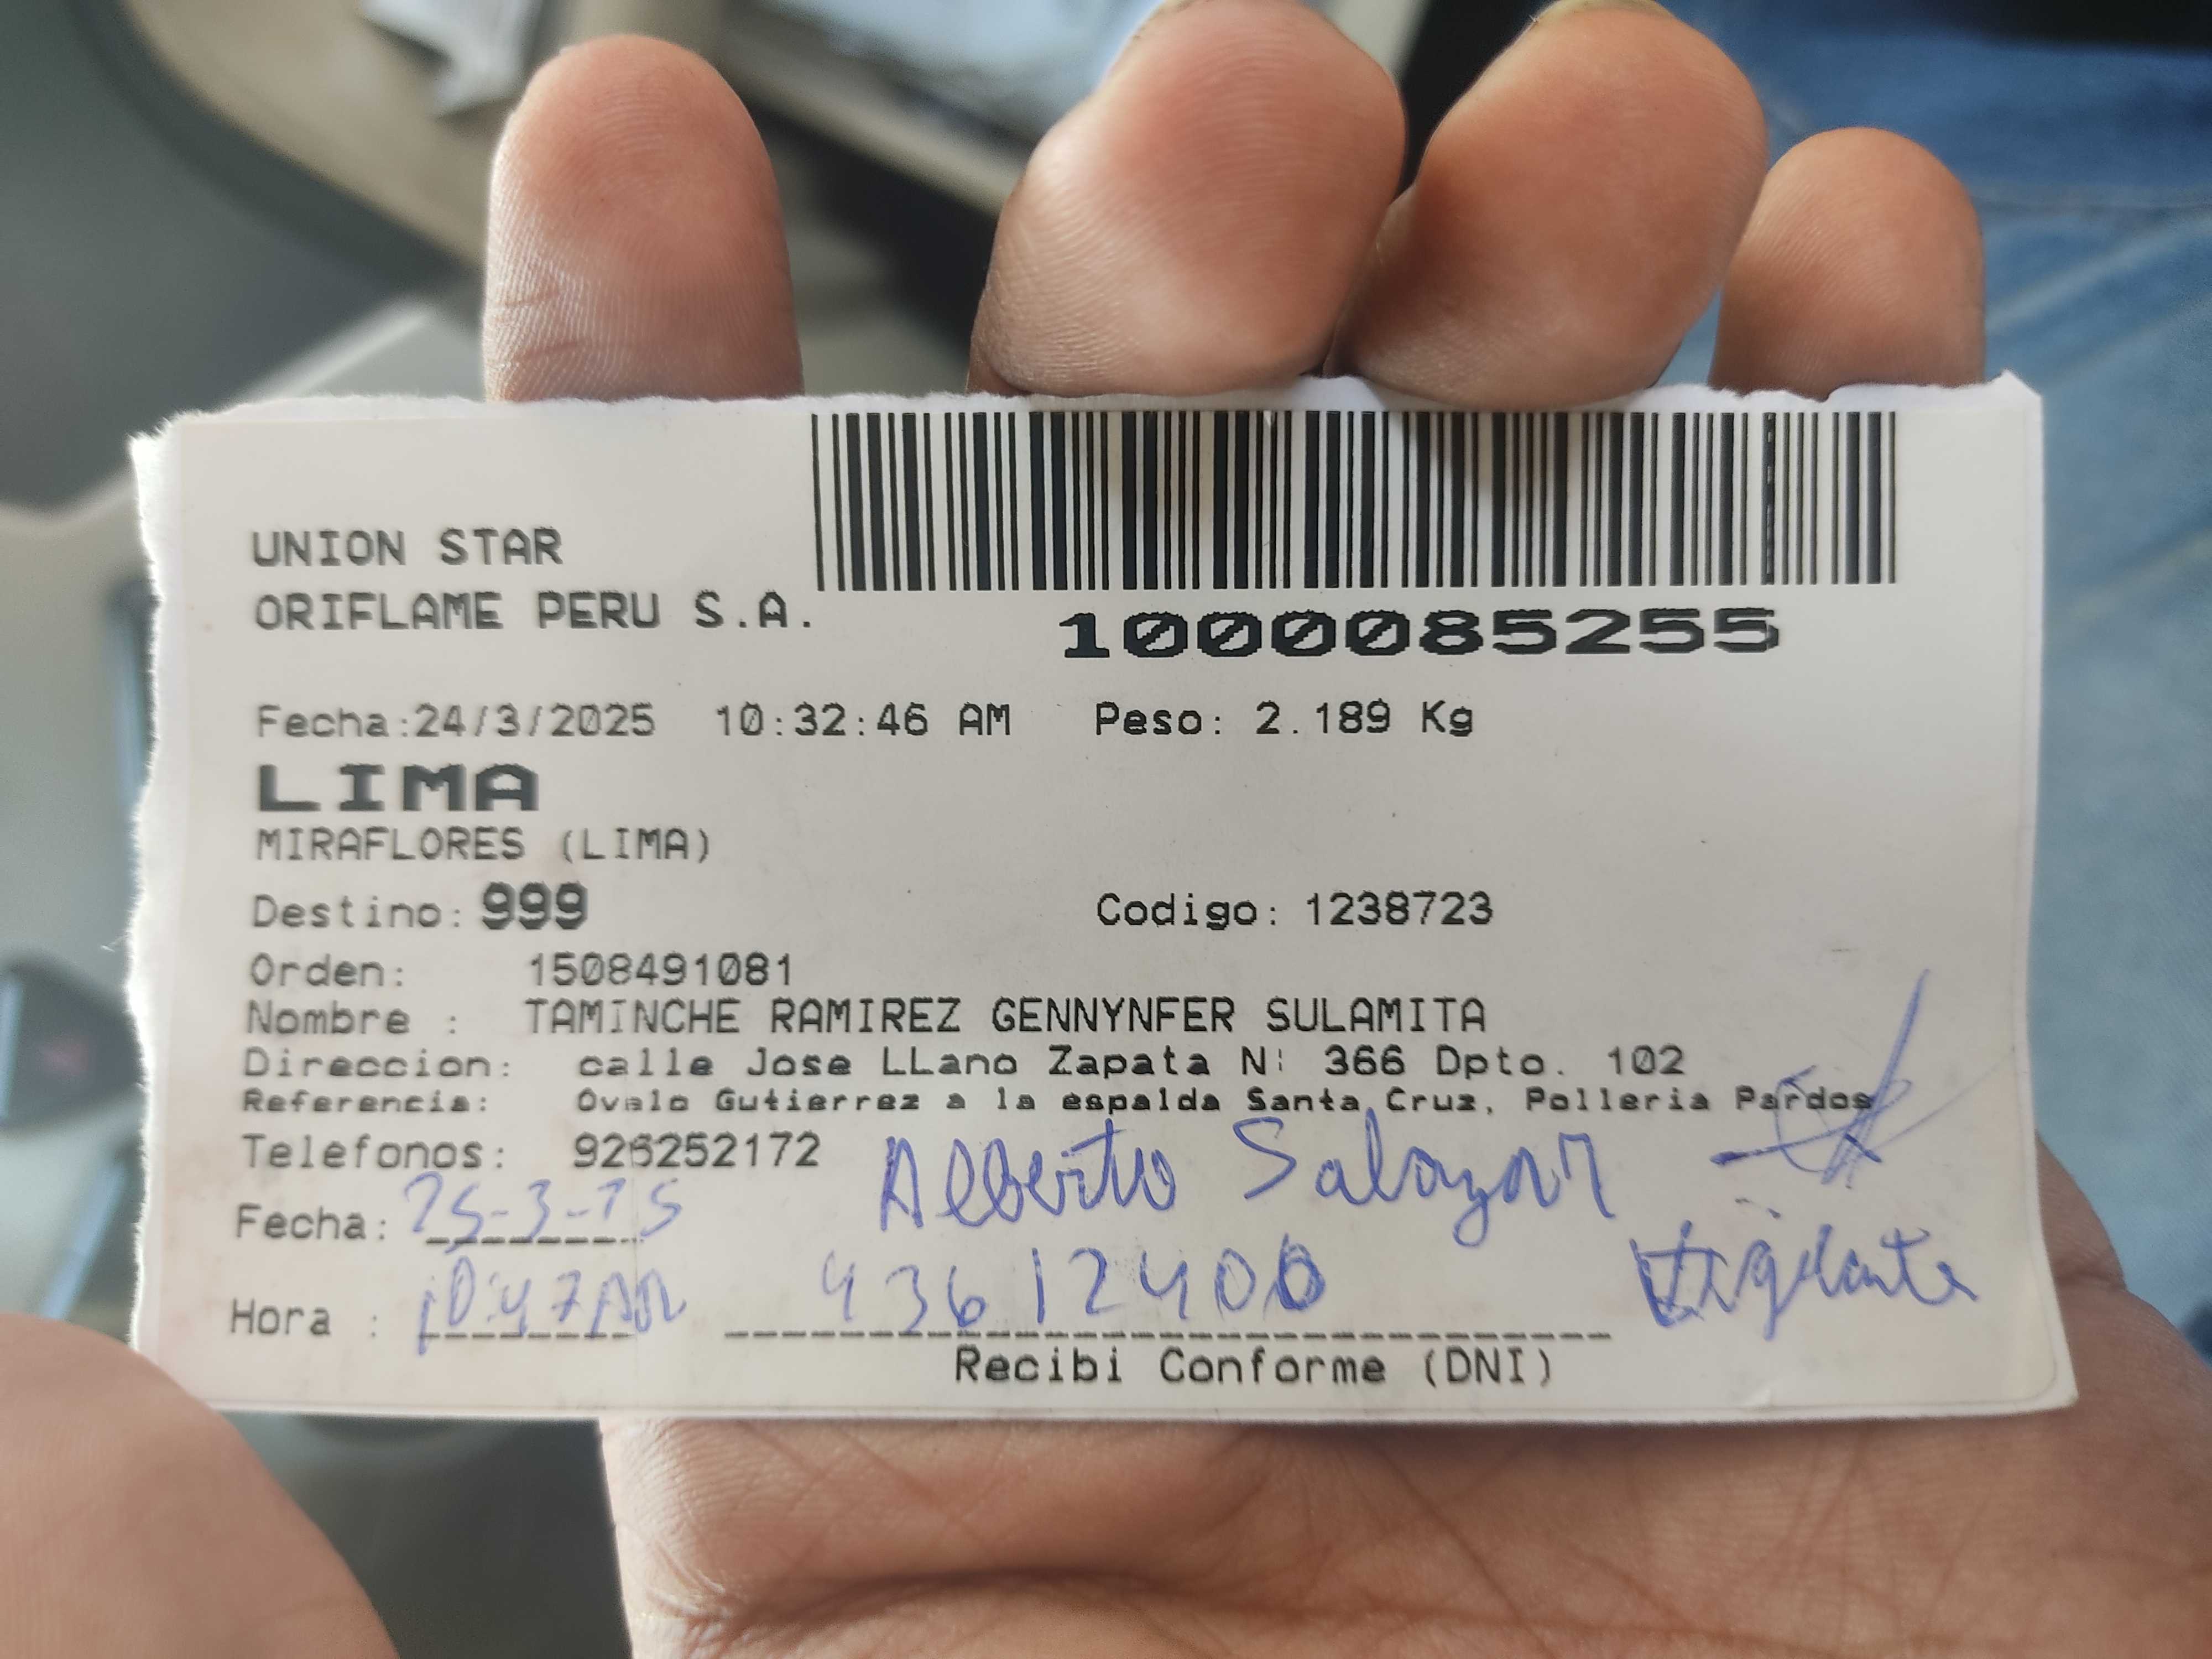 UNION STAR
ORIFLAME PERU S.A.
1000085255
Fecha:24/3/2025 10:32:46 AM Peso: 2.189 Kg
LIMA
MIRAFLORES (LIMA)
Destino: 999 Codigo: 1238723
Orden: 1508491081
Nombre : TAMINCHE RAMIREZ GENNYNFER SULAMITA
Direccion: calle Jose LLano Zapata N: 366 Dpto. 102
Referencia: Ovalo Gutierrez a la espalda Santa Cruz, Polleria Pardos
Telefonos: 926252172 Alberto Salazar
Fecha: 25-3-25 Vigilante
Hora : 10:47AM 43612400
Recibi Conforme (DNI)